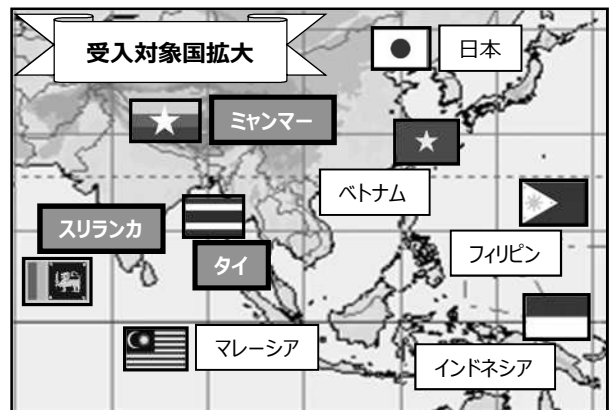 受入対象国拡大
日本
ミャンマー
ベトナム
スリランカ
タイ
フィリピン
マレーシア
インドネシア